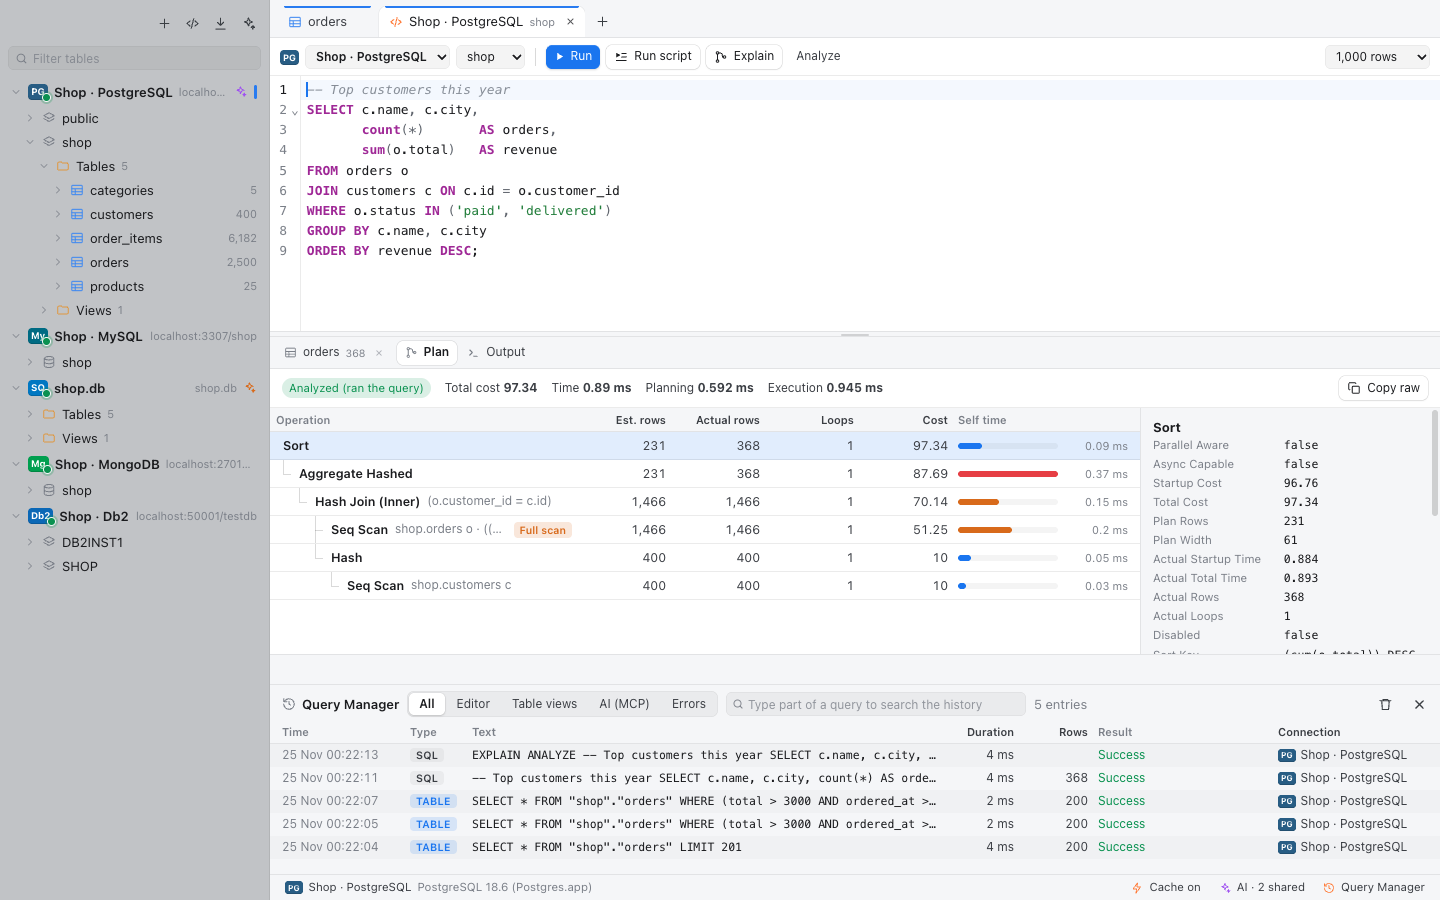 Filter tables
PG Shop · PostgreSQL localho...
public
shop
Tables 5
categories 5
customers 400
order_items 6,182
orders 2,500
products 25
Views 1
My Shop · MySQL localhost:3307/shop
shop
shop.db shop.db
Tables 5
Views 1
Mg Shop · MongoDB localhost:2701...
shop
Db2 Shop · Db2 localhost:50001/testdb
DB2INST1
SHOP
orders
Shop · PostgreSQL shop × +
PG Shop · PostgreSQL shop Run Run script Explain Analyze 1,000 rows
1 -- Top customers this year
2 SELECT c.name, c.city,
3 count(*) AS orders,
4 sum(o.total) AS revenue
5 FROM orders o
6 JOIN customers c ON c.id = o.customer_id
7 WHERE o.status IN ('paid', 'delivered')
8 GROUP BY c.name, c.city
9 ORDER BY revenue DESC;
orders 368 × Plan Output
Analyzed (ran the query) Total cost 97.34 Time 0.89 ms Planning 0.592 ms Execution 0.945 ms Copy raw
Operation Est. rows Actual rows Loops Cost Self time
Sort 231 368 1 97.34 0.09 ms
Aggregate Hashed 231 368 1 87.69 0.37 ms
Hash Join (Inner) (o.customer_id = c.id) 1,466 1,466 1 70.14 0.15 ms
Seq Scan shop.orders o · ((... Full scan 1,466 1,466 1 51.25 0.2 ms
Hash 400 400 1 10 0.05 ms
Seq Scan shop.customers c 400 400 1 10 0.03 ms
Sort
Parallel Aware false
Async Capable false
Startup Cost 96.76
Total Cost 97.34
Plan Rows 231
Plan Width 61
Actual Startup Time 0.884
Actual Total Time 0.893
Actual Rows 368
Actual Loops 1
Disabled false
Sort Key (sum(o.total)) DESC
Query Manager All Editor Table views AI (MCP) Errors Type part of a query to search the history 5 entries
Time Type Text Duration Rows Result Connection
25 Nov 00:22:13 SQL EXPLAIN ANALYZE -- Top customers this year SELECT c.name, c.city, … 4 ms Success PG Shop · PostgreSQL
25 Nov 00:22:11 SQL -- Top customers this year SELECT c.name, c.city, count(*) AS orde… 4 ms 368 Success PG Shop · PostgreSQL
25 Nov 00:22:07 TABLE SELECT * FROM "shop"."orders" WHERE (total > 3000 AND ordered_at >… 2 ms 200 Success PG Shop · PostgreSQL
25 Nov 00:22:05 TABLE SELECT * FROM "shop"."orders" WHERE (total > 3000 AND ordered_at >… 2 ms 200 Success PG Shop · PostgreSQL
25 Nov 00:22:04 TABLE SELECT * FROM "shop"."orders" LIMIT 201 4 ms 200 Success PG Shop · PostgreSQL
PG Shop · PostgreSQL PostgreSQL 18.6 (Postgres.app) Cache on AI · 2 shared Query Manager